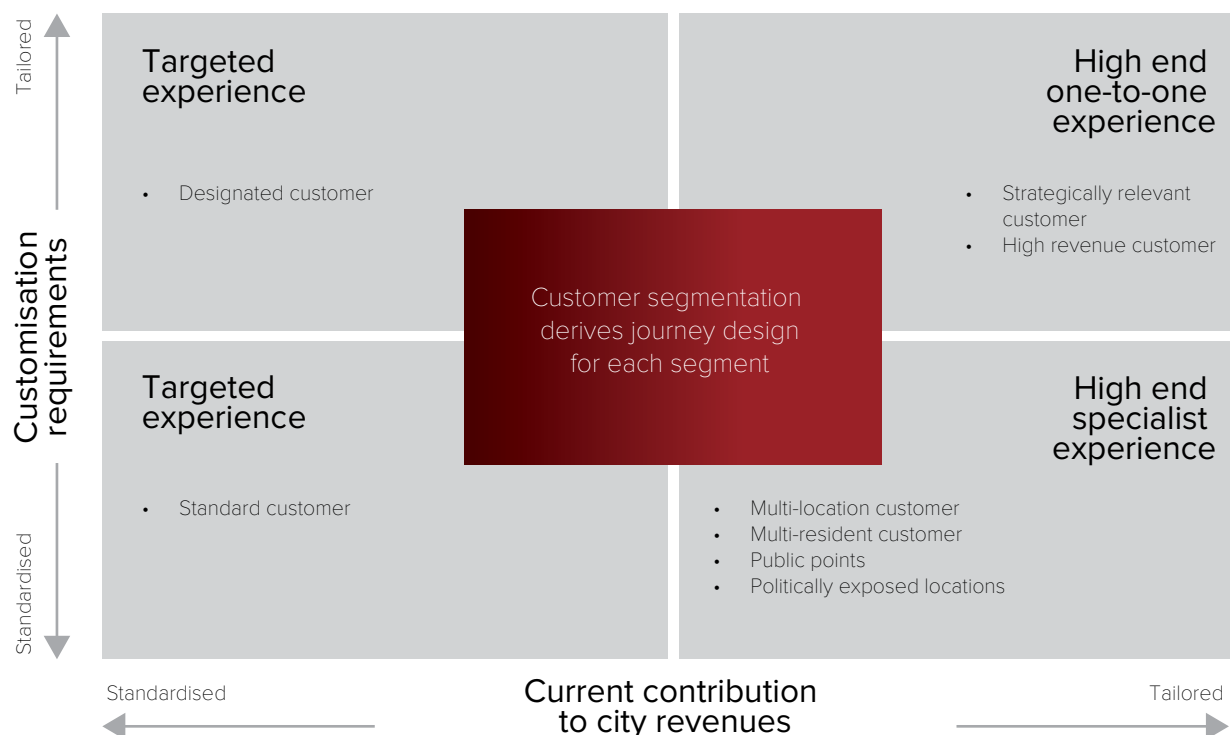 Tailored
Customisation
requirements
Standardised
Targeted
experience
• Designated customer
High end
one-to-one
experience
• Strategically relevant
customer
• High revenue customer
Customer segmentation
derives journey design
for each segment
Targeted
experience
• Standard customer
High end
specialist
experience
• Multi-location customer
• Multi-resident customer
• Public points
• Politically exposed locations
Standardised
Current contribution
to city revenues
Tailored